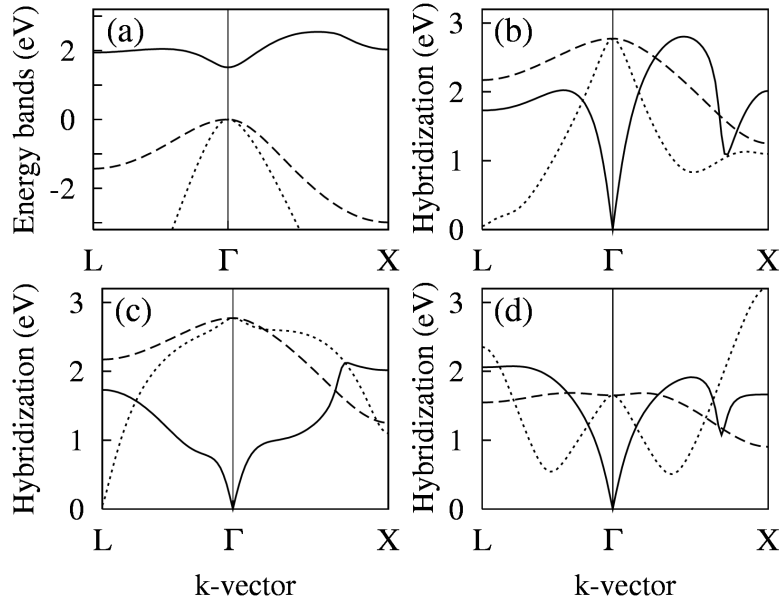 Energy bands (eV)
(a)
2
0
-2
L Γ X
Hybridization (eV)
(b)
3
2
1
0
L Γ X
Hybridization (eV)
(c)
3
2
1
0
L Γ X
k-vector
Hybridization (eV)
(d)
3
2
1
0
L Γ X
k-vector